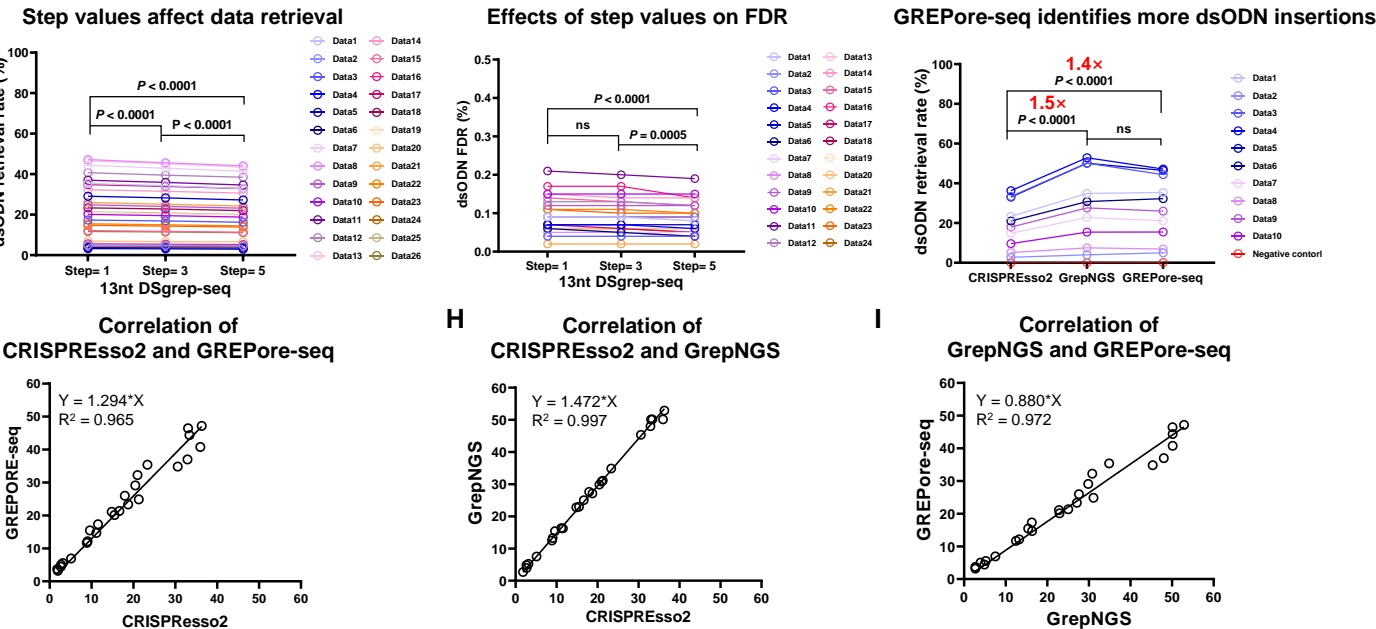 Step values affect data retrieval
dsODN retrieval rate (%)
100
80
60
40
20
0
P < 0.0001
P < 0.0001
P < 0.0001
Step= 1
Step= 3
Step= 5
13nt DSgrep-seq
Data1
Data2
Data3
Data4
Data5
Data6
Data7
Data8
Data9
Data10
Data11
Data12
Data13
Data14
Data15
Data16
Data17
Data18
Data19
Data20
Data21
Data22
Data23
Data24
Data25
Data26
Effects of step values on FDR
dsODN FDR (%)
0.5
0.4
0.3
0.2
0.1
0.0
P < 0.0001
ns
P = 0.0005
Step= 1
Step= 3
Step= 5
13nt DSgrep-seq
Data1
Data2
Data3
Data4
Data5
Data6
Data7
Data8
Data9
Data10
Data11
Data12
Data13
Data14
Data15
Data16
Data17
Data18
Data19
Data20
Data21
Data22
Data23
Data24
GREPore-seq identifies more dsODN insertions
dsODN retrieval rate (%)
100
80
60
40
20
0
1.4×
P < 0.0001
1.5×
P < 0.0001
ns
CRISPREsso2
GrepNGS
GREPore-seq
Data1
Data2
Data3
Data4
Data5
Data6
Data7
Data8
Data9
Data10
Negative contorl
Correlation of
CRISPREsso2 and GREPore-seq
Y = 1.294*X
R² = 0.965
GREPORE-seq
60
50
40
30
20
10
0
0
10
20
30
40
50
60
CRISPResso2
H
Correlation of
CRISPREsso2 and GrepNGS
Y = 1.472*X
R² = 0.997
GrepNGS
60
50
40
30
20
10
0
0
10
20
30
40
50
60
CRISPREsso2
I
Correlation of
GrepNGS and GREPore-seq
Y = 0.880*X
R² = 0.972
GREPore-seq
60
50
40
30
20
10
0
0
10
20
30
40
50
60
GrepNGS